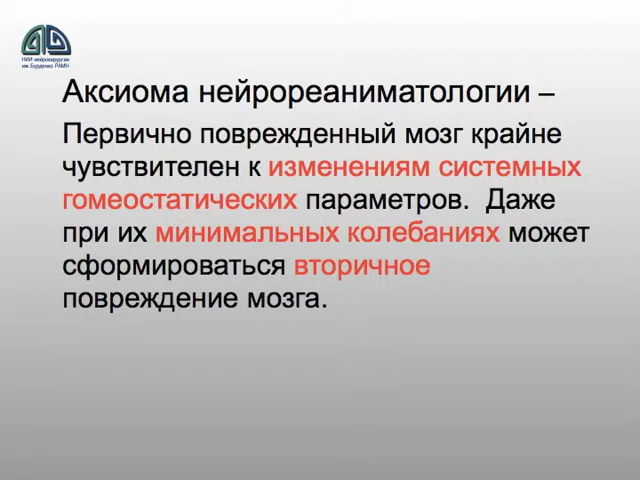 НИИ нейрохирургии
им.Бурденко РАМН
Аксиома нейрореаниматологии –
Первично поврежденный мозг крайне
чувствителен к изменениям системных
гомеостатических параметров. Даже
при их минимальных колебаниях может
сформироваться вторичное
повреждение мозга.